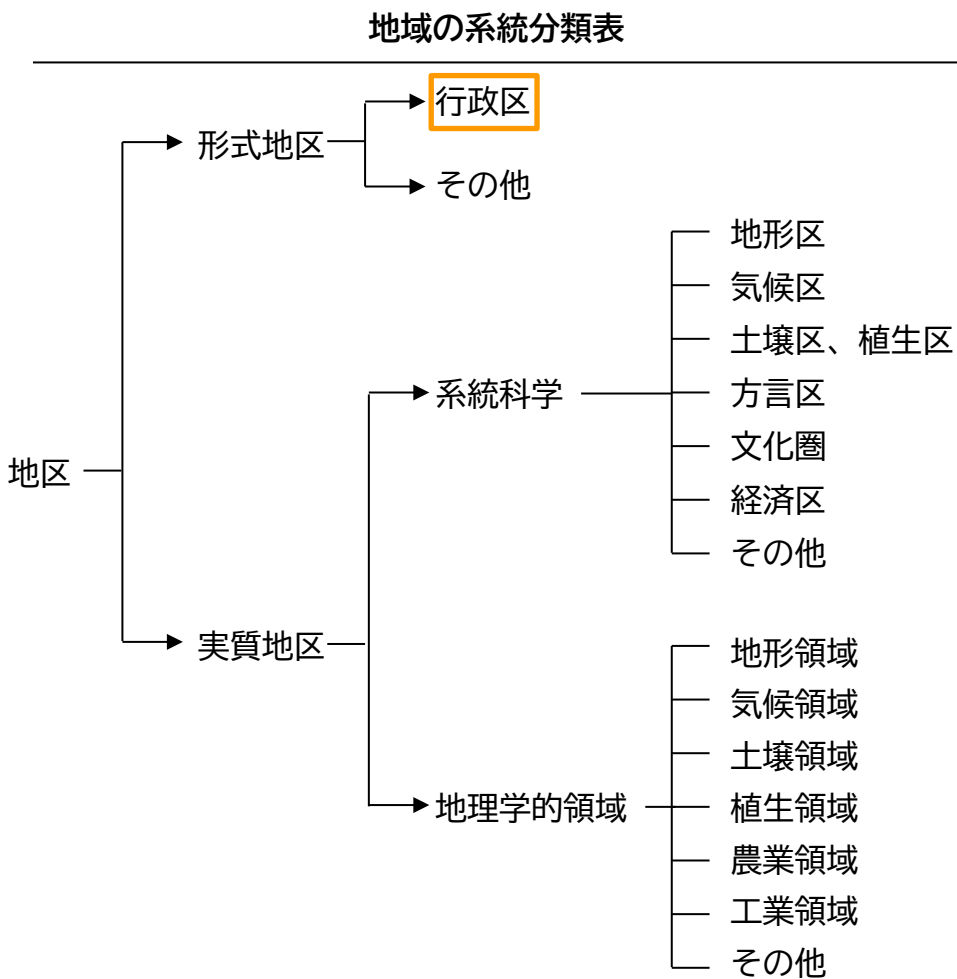 地域の系統分類表
行政区
形式地区
その他
地形区
気候区
土壌区、植生区
系統科学
方言区
文化圏
地区
経済区
その他
実質地区
地形領域
気候領域
土壌領域
地理学的領域
植生領域
農業領域
工業領域
その他